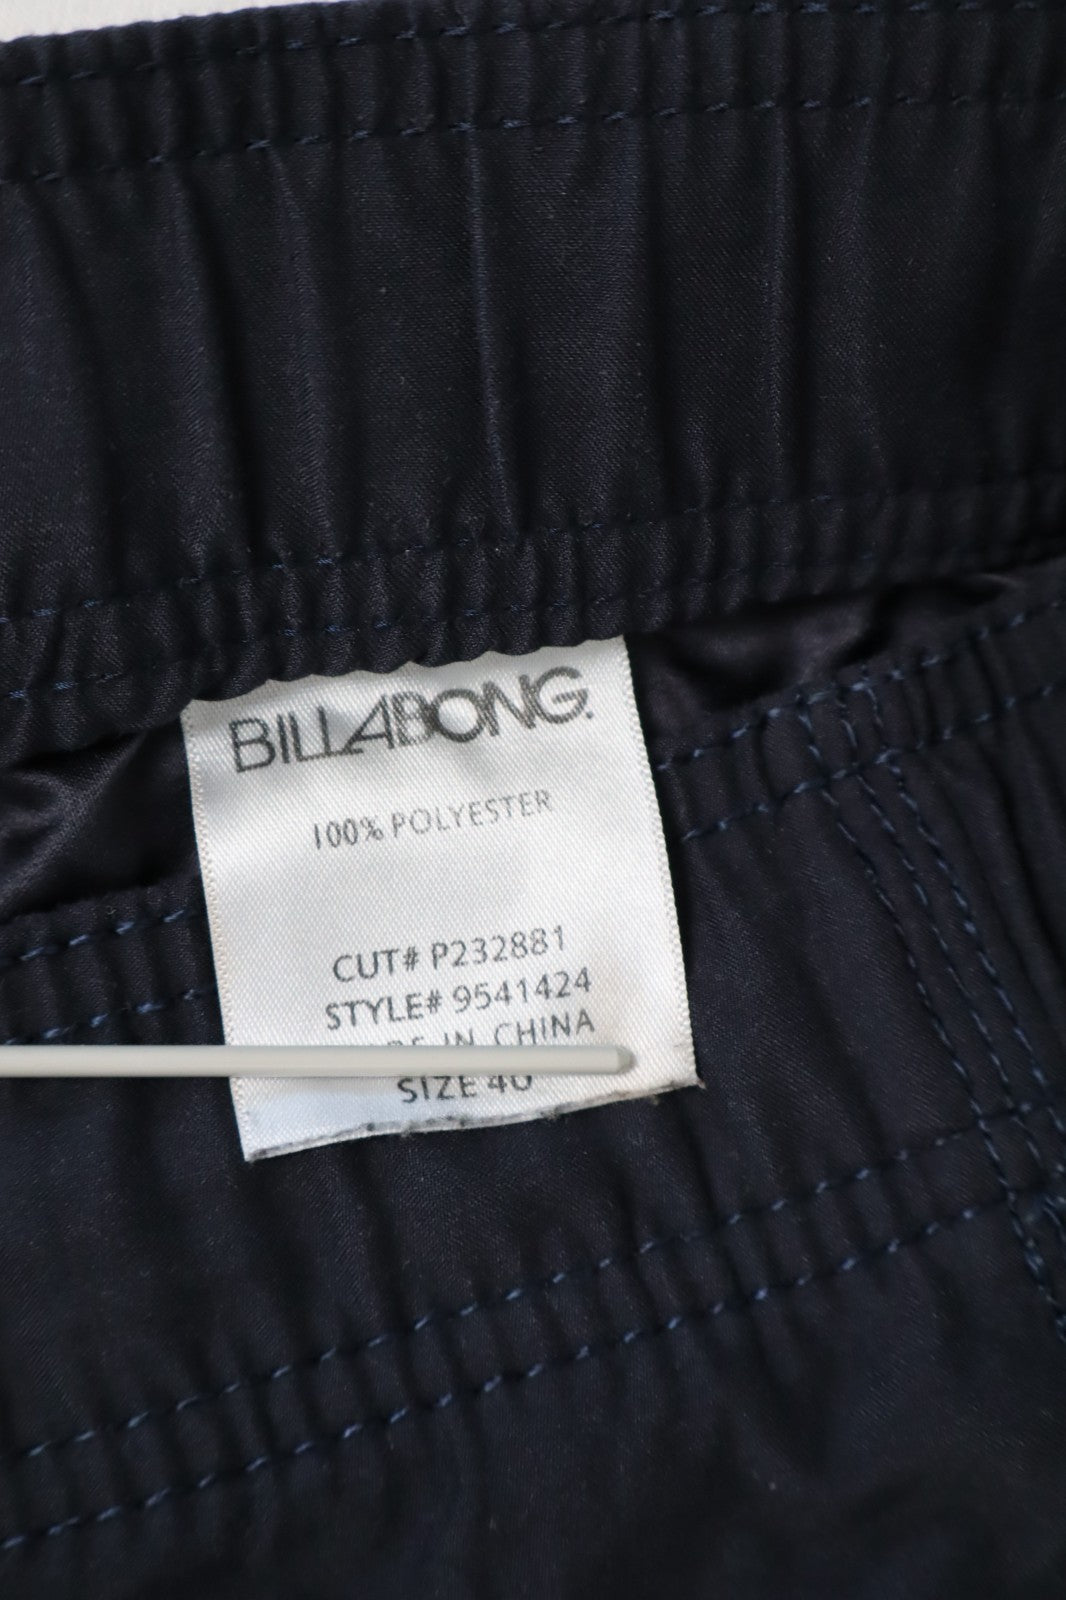 BILLABONG.
100% POLYESTER
CUT# P232881
STYLE# 9541424
IN CHINA
SIZE 40